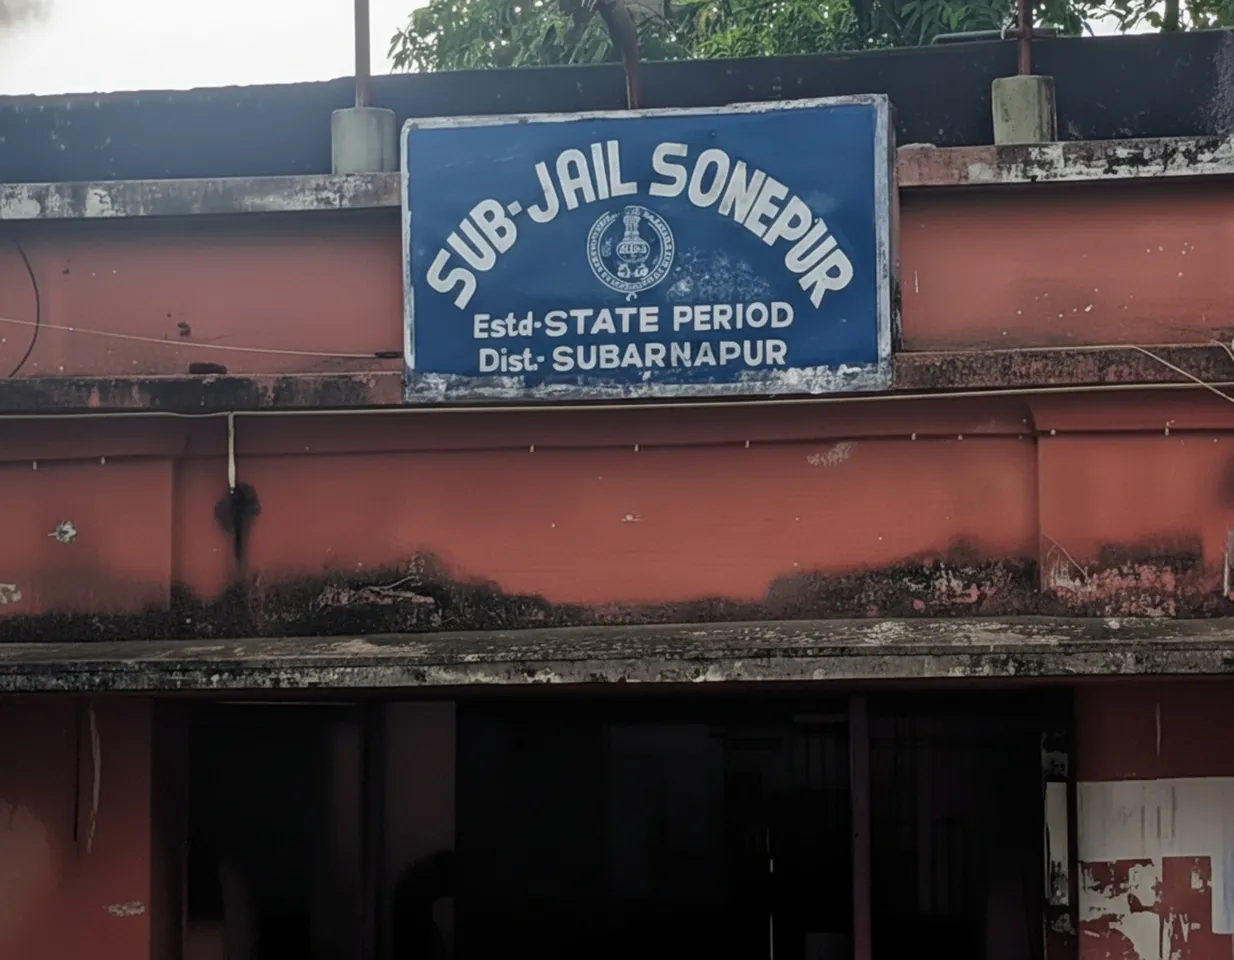 SUB-JAIL SONEPUR
Estd-STATE PERIOD
Dist.- SUBARNAPUR